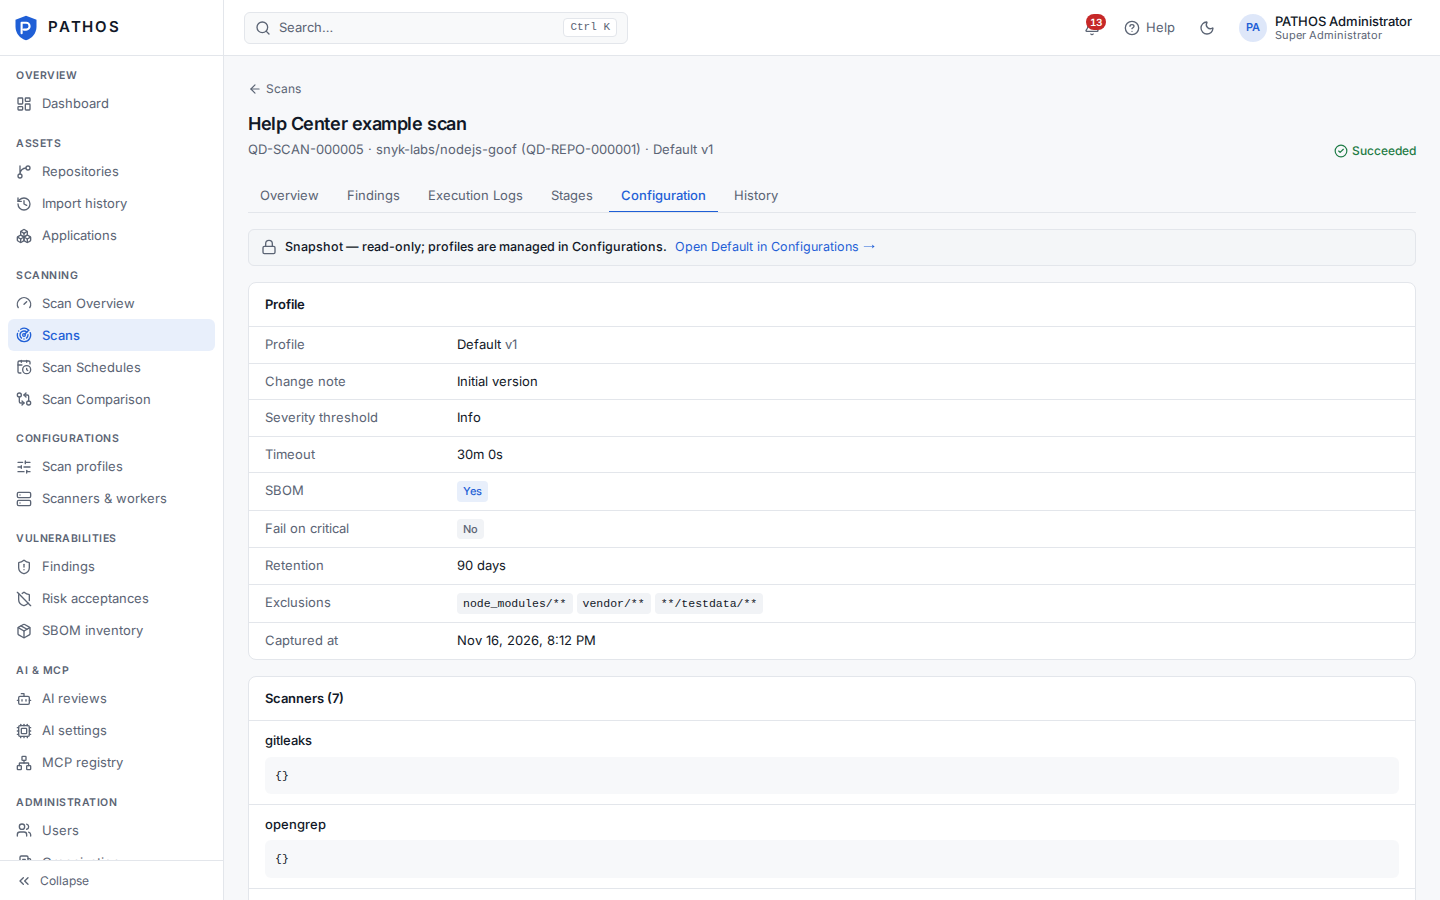 PATHOS
Search...
Ctrl K
13
Help
PA
PATHOS Administrator
Super Administrator
OVERVIEW
Dashboard
ASSETS
Repositories
Import history
Applications
SCANNING
Scan Overview
Scans
Scan Schedules
Scan Comparison
CONFIGURATIONS
Scan profiles
Scanners & workers
VULNERABILITIES
Findings
Risk acceptances
SBOM inventory
AI & MCP
AI reviews
AI settings
MCP registry
ADMINISTRATION
Users
Collapse
← Scans
Help Center example scan
QD-SCAN-000005 · snyk-labs/nodejs-goof (QD-REPO-000001) · Default v1
Succeeded
Overview Findings Execution Logs Stages Configuration History
Snapshot — read-only; profiles are managed in Configurations. Open Default in Configurations →
Profile
Profile Default v1
Change note Initial version
Severity threshold Info
Timeout 30m 0s
SBOM Yes
Fail on critical No
Retention 90 days
Exclusions node_modules/** vendor/** **/testdata/**
Captured at Nov 16, 2026, 8:12 PM
Scanners (7)
gitleaks
{}
opengrep
{}